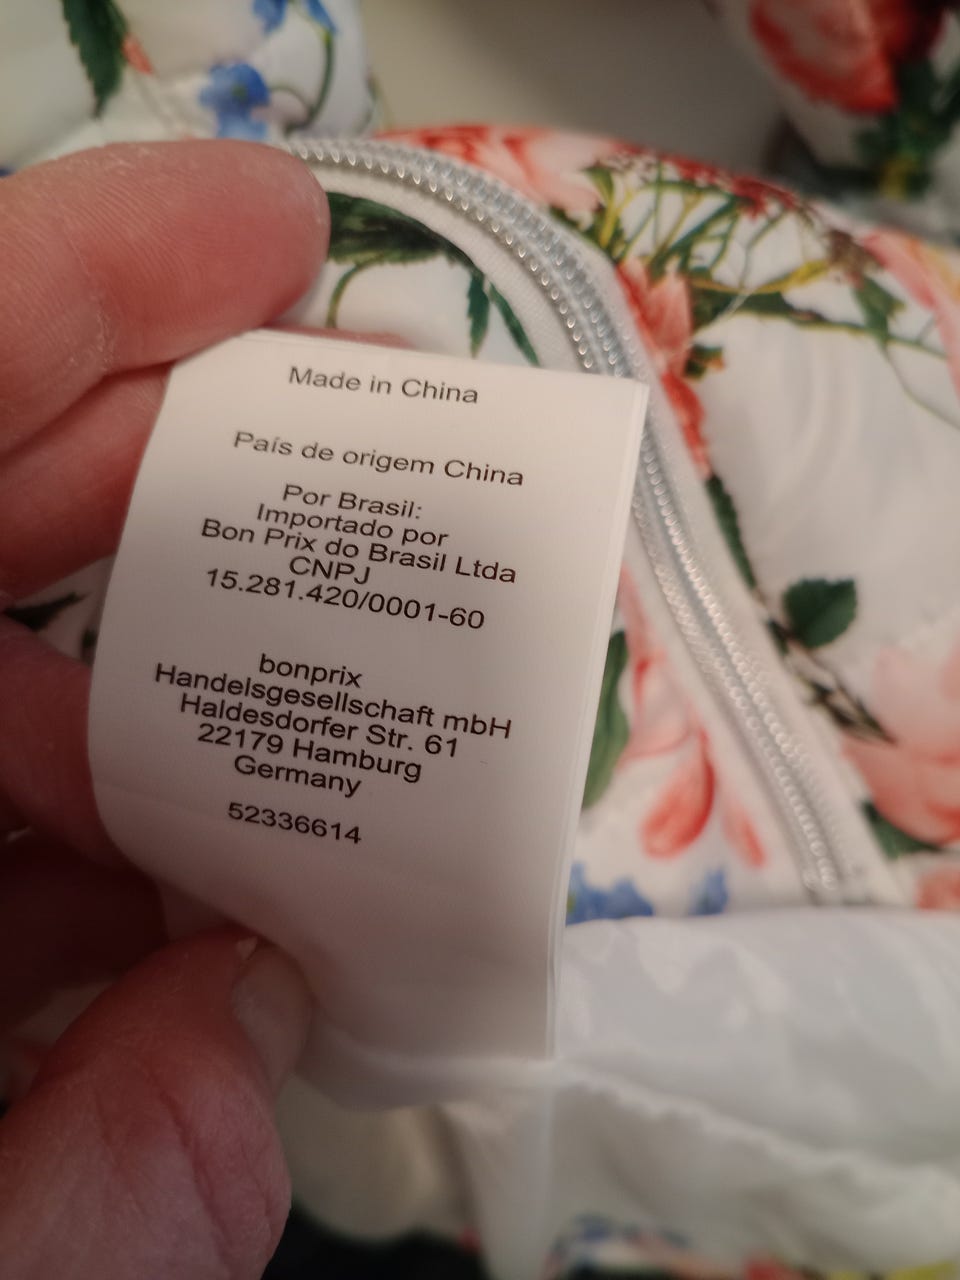 Made in China
País de origem China
Por Brasil:
Importado por
Bon Prix do Brasil Ltda
CNPJ
15.281.420/0001-60
bonprix
Handelsgesellschaft mbH
Haldesdorfer Str. 61
22179 Hamburg
Germany
52336614